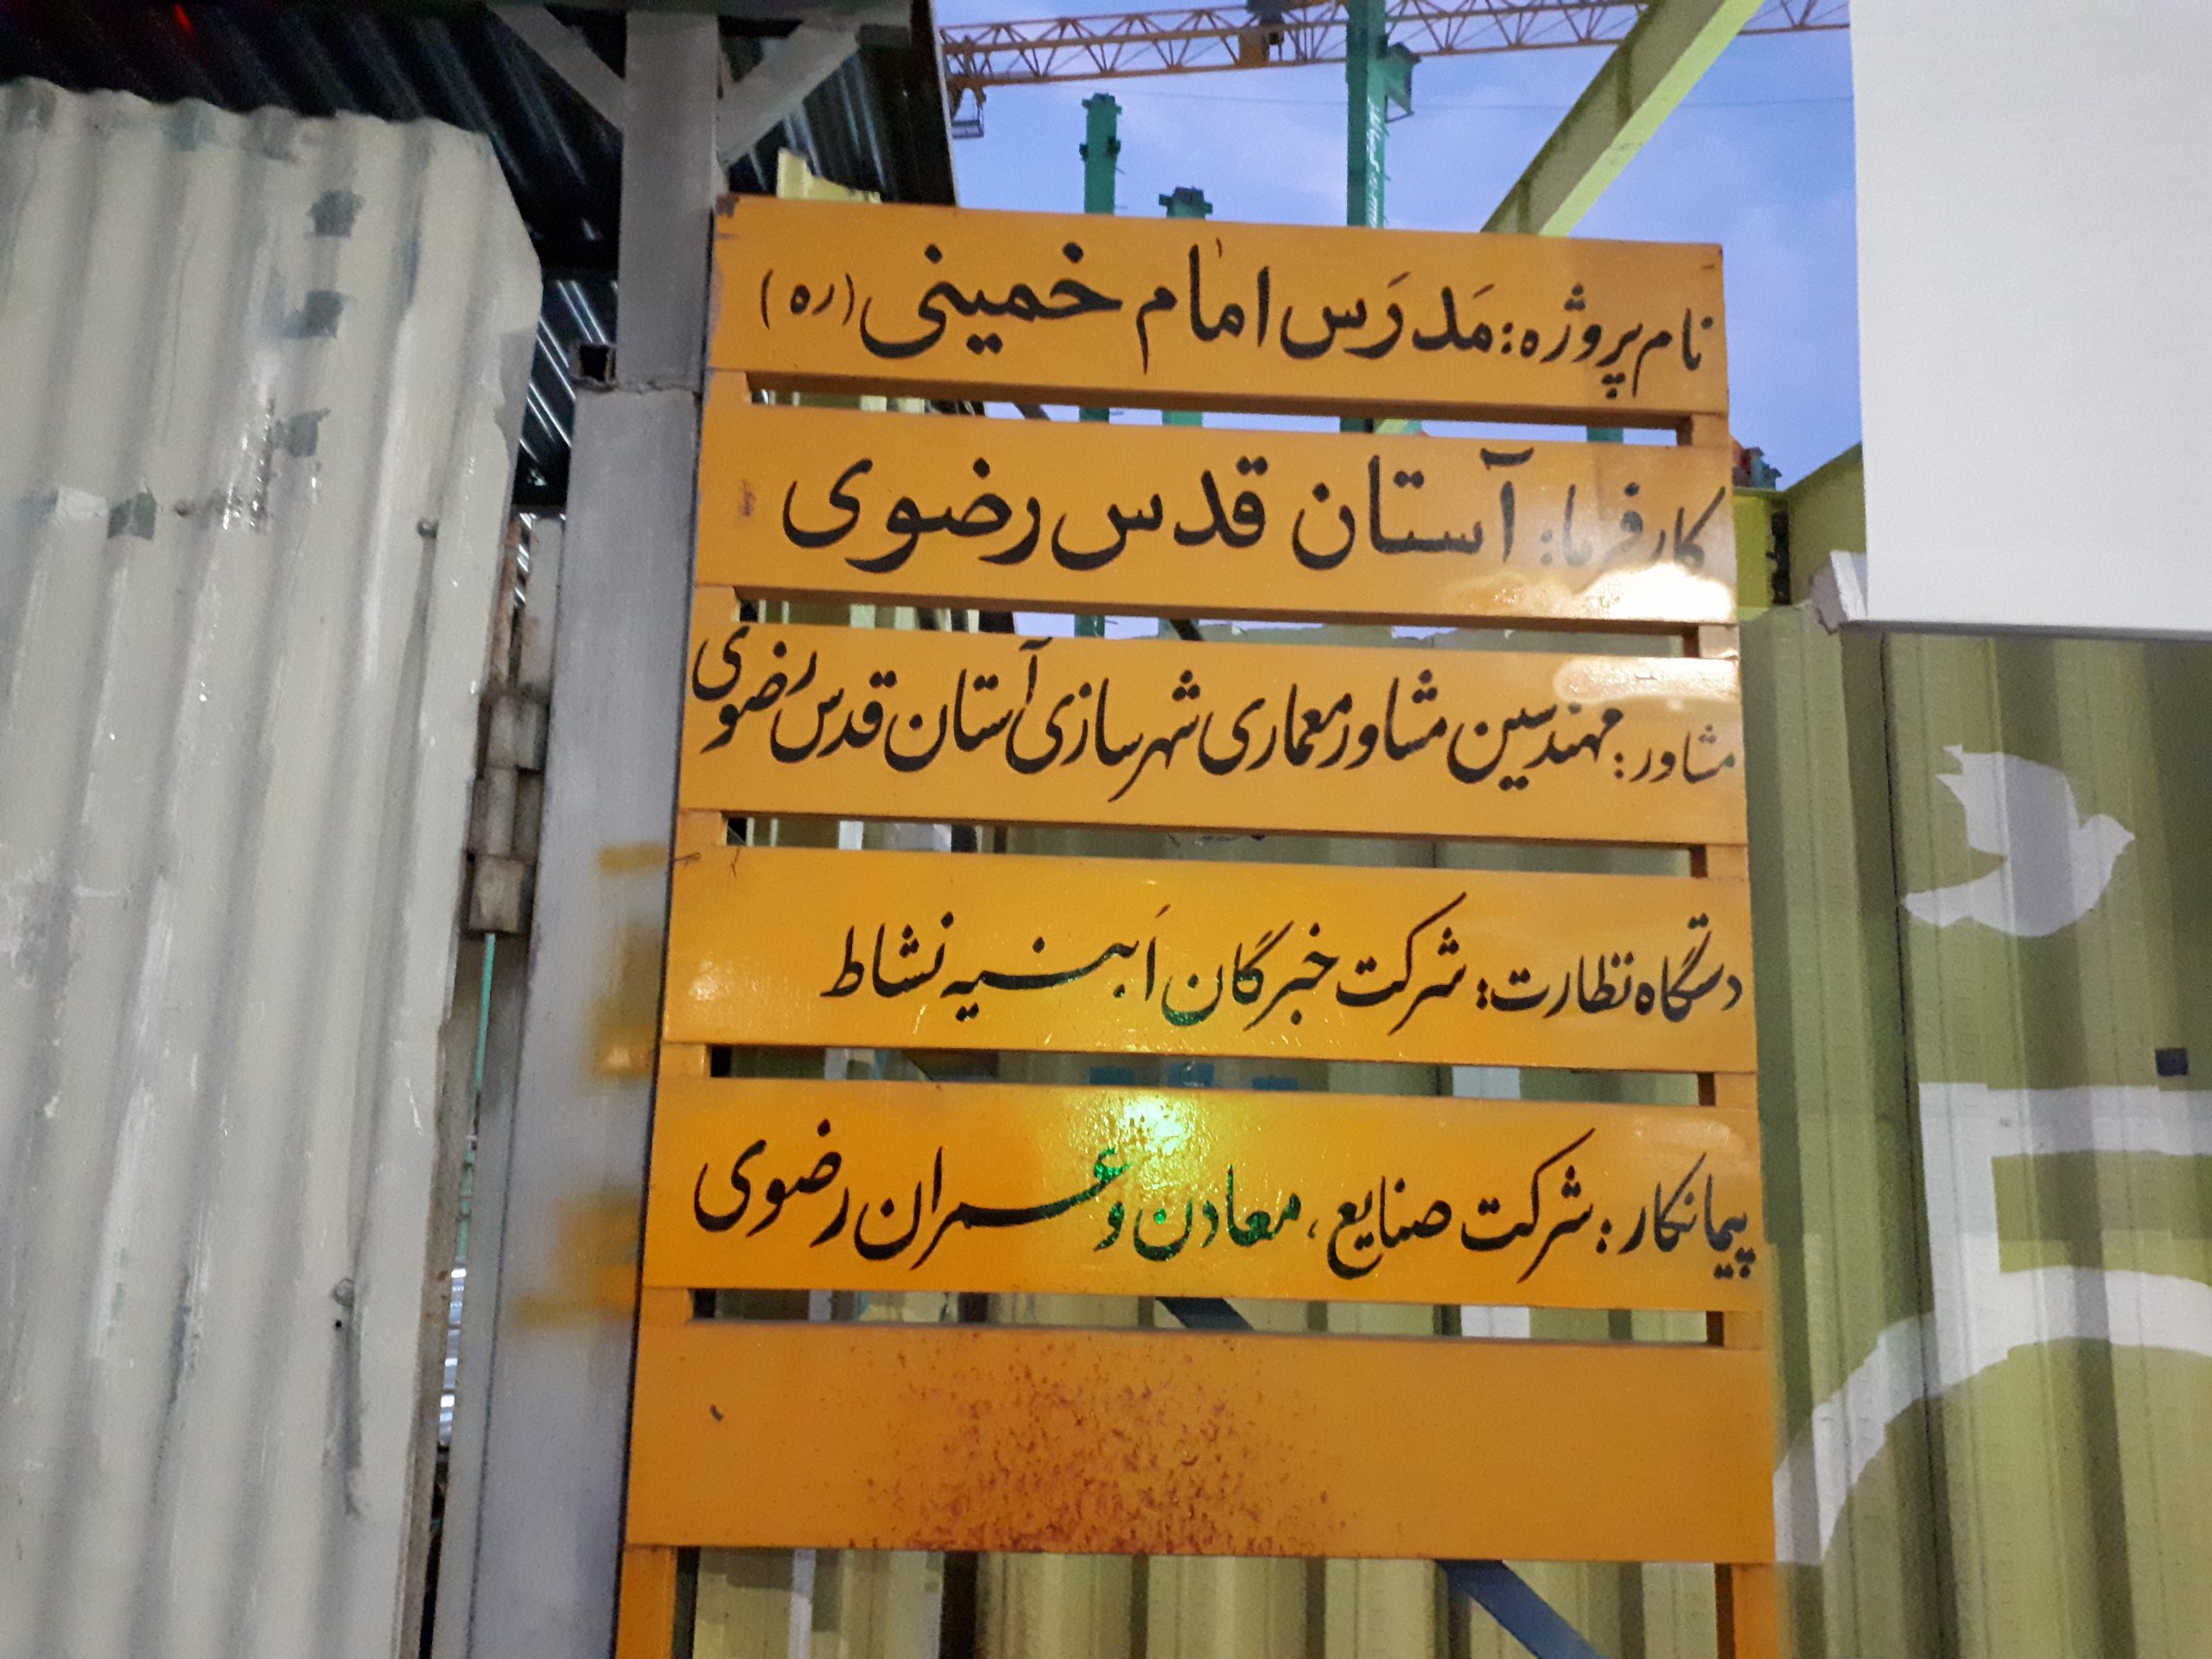 نام پروژه: مَدرَس امام خمینی (ره)
کارفرما: آستان قدس رضوی
مشاور: مهندسین مشاور معماری شهرسازی آستان قدس رضوی
دستگاه نظارت: شرکت خبرگان اَبنیه نشاط
پیمانکار: شرکت صنایع، معادن و عمران رضوی